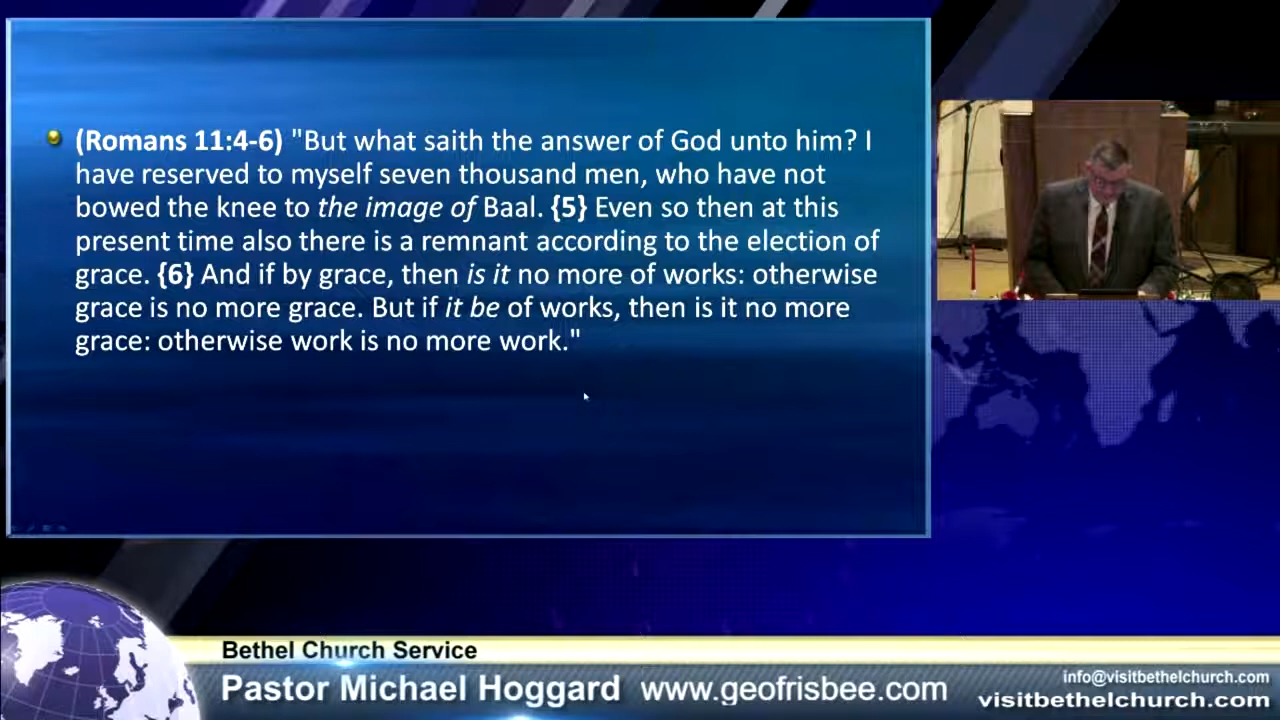 (Romans 11:4-6) "But what saith the answer of God unto him? I
have reserved to myself seven thousand men, who have not
bowed the knee to the image of Baal. {5} Even so then at this
present time also there is a remnant according to the election of
grace. {6} And if by grace, then is it no more of works: otherwise
grace is no more grace. But if it be of works, then is it no more
grace: otherwise work is no more work."
Bethel Church Service
Pastor Michael Hoggard www.geofrisbee.com
info@visitbethelchurch.com
visitbethelchurch.com